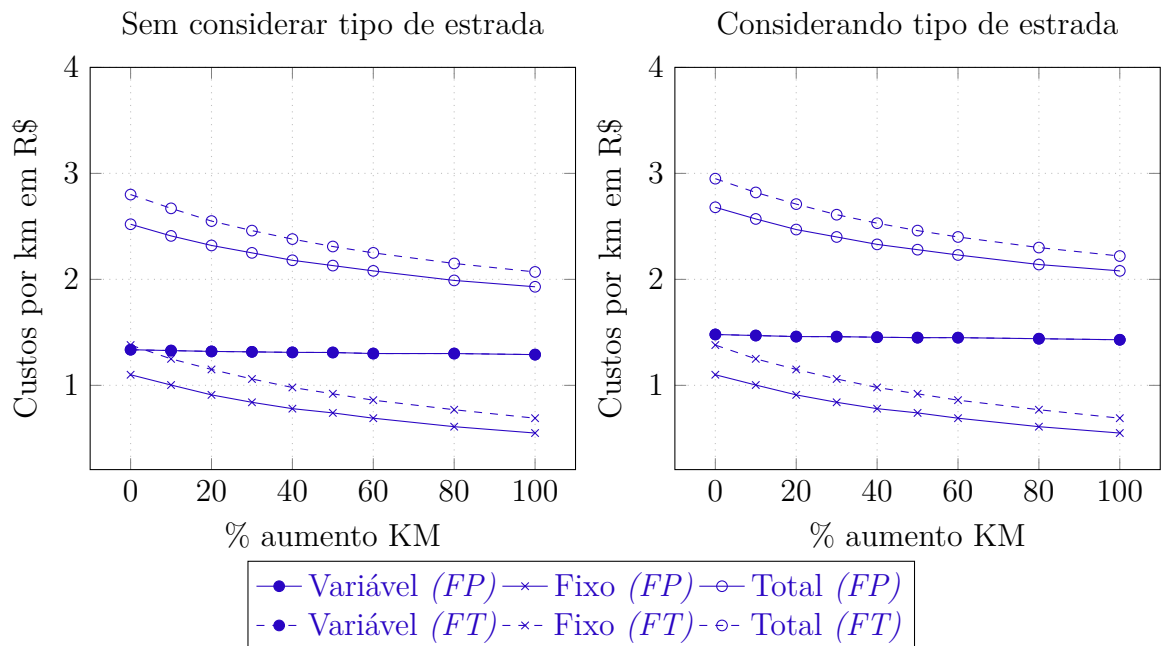 Sem considerar tipo de estrada
Considerando tipo de estrada
4
3
2
1
Custos por km em R$
0 20 40 60 80 100
% aumento KM
4
3
2
1
Custos por km em R$
0 20 40 60 80 100
% aumento KM
Variável (FP) Fixo (FP) Total (FP)
Variável (FT) Fixo (FT) Total (FT)